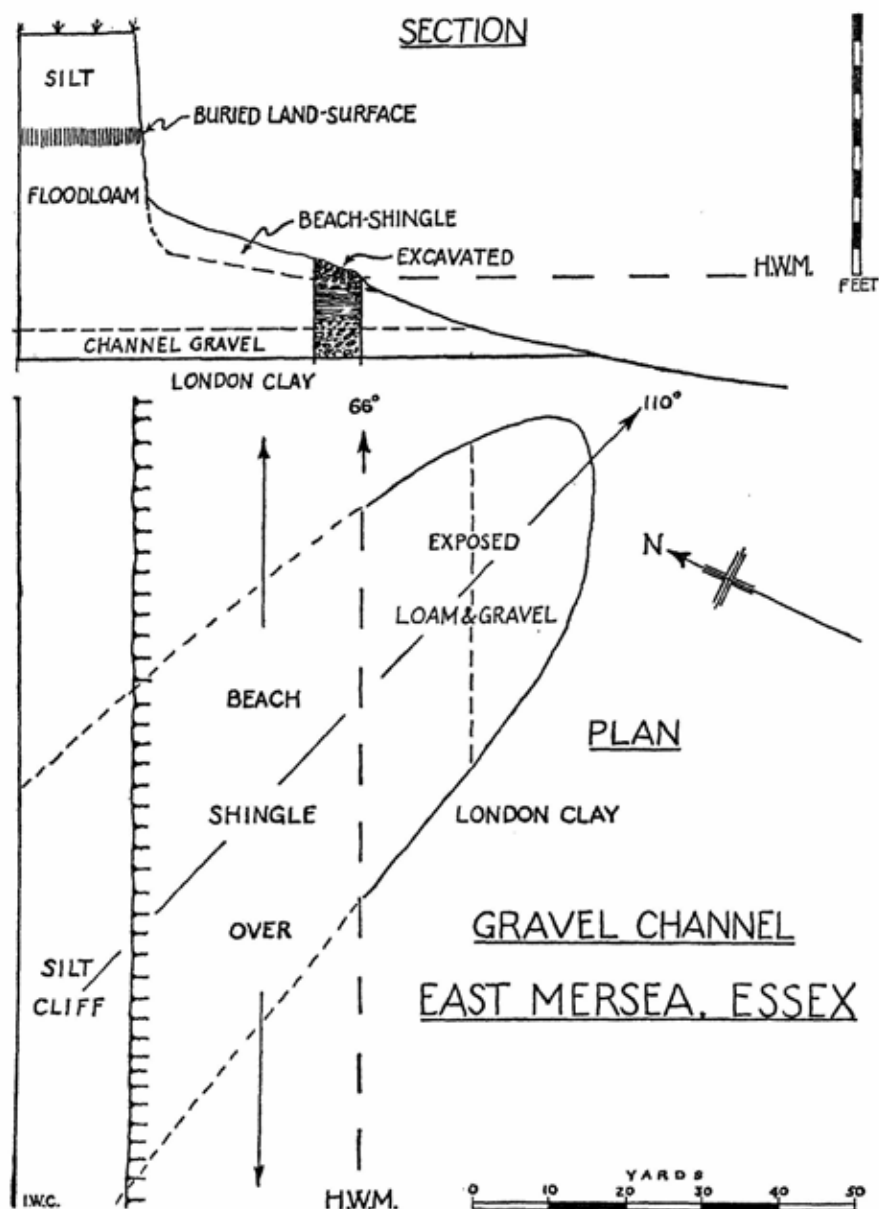 SECTION
SILT
BURIED LAND-SURFACE
FLOODLOAM
BEACH-SHINGLE
EXCAVATED
H.W.M.
FEET
CHANNEL GRAVEL
LONDON CLAY
66°
110°
EXPOSED
N
LOAM & GRAVEL
BEACH
PLAN
SHINGLE
LONDON CLAY
OVER
GRAVEL CHANNEL
SILT
CLIFF
EAST MERSEA, ESSEX
YARDS
I.W.C.
H.W.M.
0 10 20 30 40 50